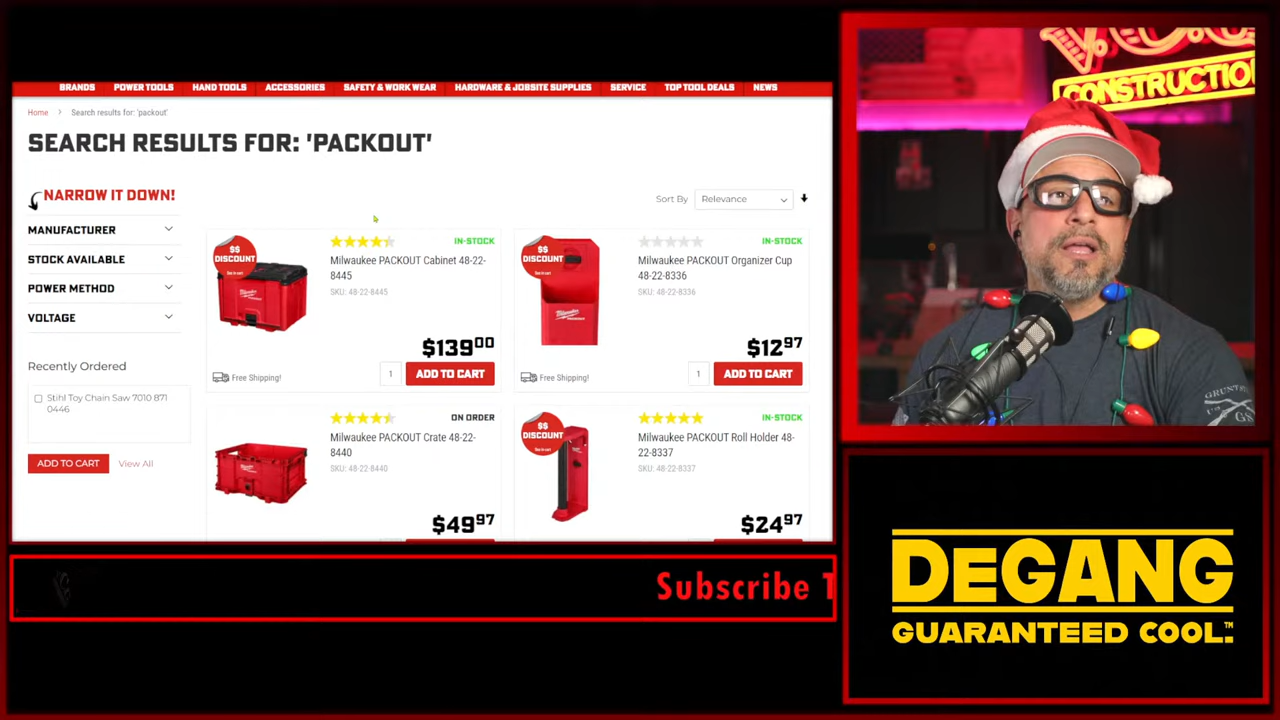 BRANDS POWER TOOLS HAND TOOLS ACCESSORIES SAFETY & WORK WEAR HARDWARE & JOBSITE SUPPLIES SERVICE TOP TOOL DEALS NEWS
Home > Search results for: 'packout'
SEARCH RESULTS FOR: 'PACKOUT'
NARROW IT DOWN!
Sort By Relevance
MANUFACTURER
STOCK AVAILABLE
POWER METHOD
VOLTAGE
Recently Ordered
Stihl Toy Chain Saw 7010 871
0446
ADD TO CART View All
$$
DISCOUNT
IN-STOCK
Milwaukee PACKOUT Cabinet 48-22-
8445
SKU: 48-22-8445
$139.00
Free Shipping!
1
ADD TO CART
$$
DISCOUNT
IN-STOCK
Milwaukee PACKOUT Organizer Cup
48-22-8336
SKU: 48-22-8336
Milwaukee
$12.97
Free Shipping!
1
ADD TO CART
ON ORDER
Milwaukee PACKOUT Crate 48-22-
8440
SKU: 48-22-8440
$49.97
$$
DISCOUNT
IN-STOCK
Milwaukee PACKOUT Roll Holder 48-
22-8337
SKU: 48-22-8337
$24.97
Subscribe T
CONSTRUCTIO
GRUNT
DEGANG
GUARANTEED COOL.™